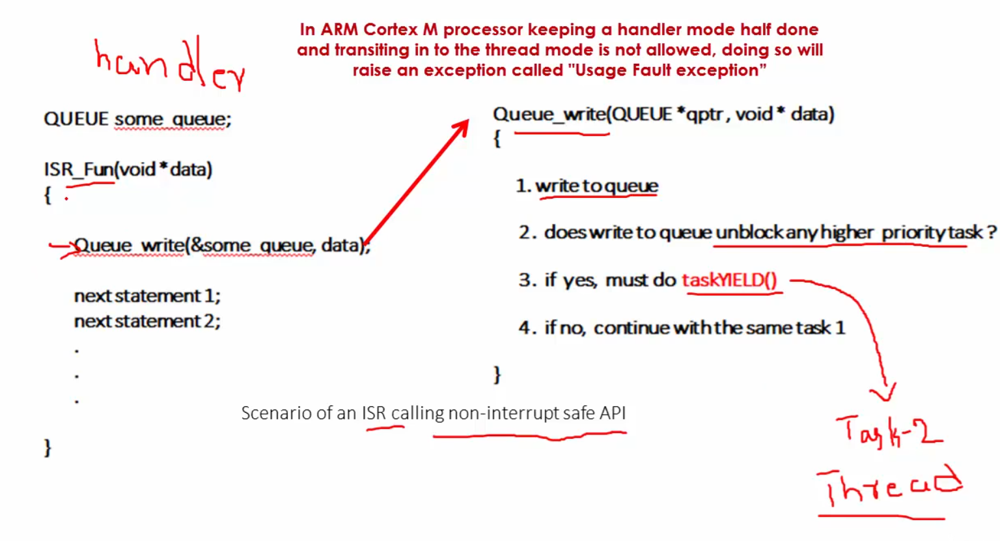 In ARM Cortex M processor keeping a handler mode half done
and transiting in to the thread mode is not allowed, doing so will
raise an exception called "Usage Fault exception”
handler
QUEUE some_queue;
ISR_Fun(void * data)
{
Queue_write(&some_queue, data);
next statement 1;
next statement 2;
.
.
.
}
Queue_write(QUEUE *qptr, void * data)
{
1. write to queue
2. does write to queue unblock any higher priority task ?
3. if yes, must do taskYIELD()
4. if no, continue with the same task 1
}
Task-2
Thread
Scenario of an ISR calling non-interrupt safe API